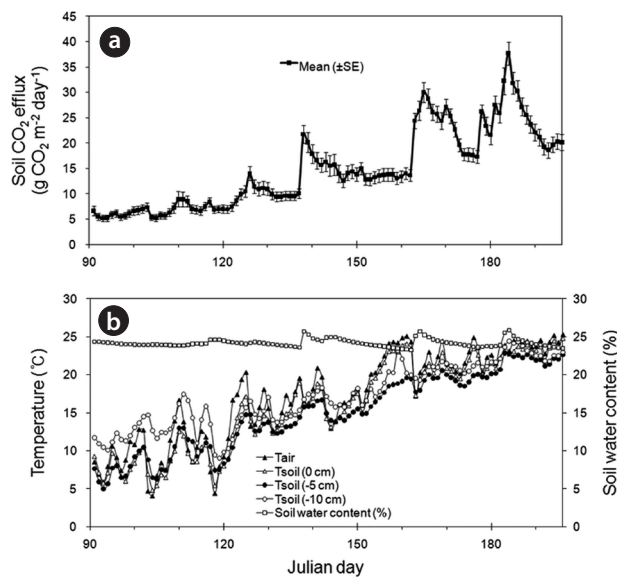 a
45
40
35
30
25
20
15
10
5
0
Soil CO2 efflux
(g CO2 m-2 day-1)
Mean (±SE)
90 120 150 180
b
30 30
25 25
20 20
15 15
10 10
5 5
0 0
Temperature (℃)
Soil water content (%)
Tair
Tsoil (0 cm)
Tsoil (-5 cm)
Tsoil (-10 cm)
Soil water content (%)
90 120 150 180
Julian day